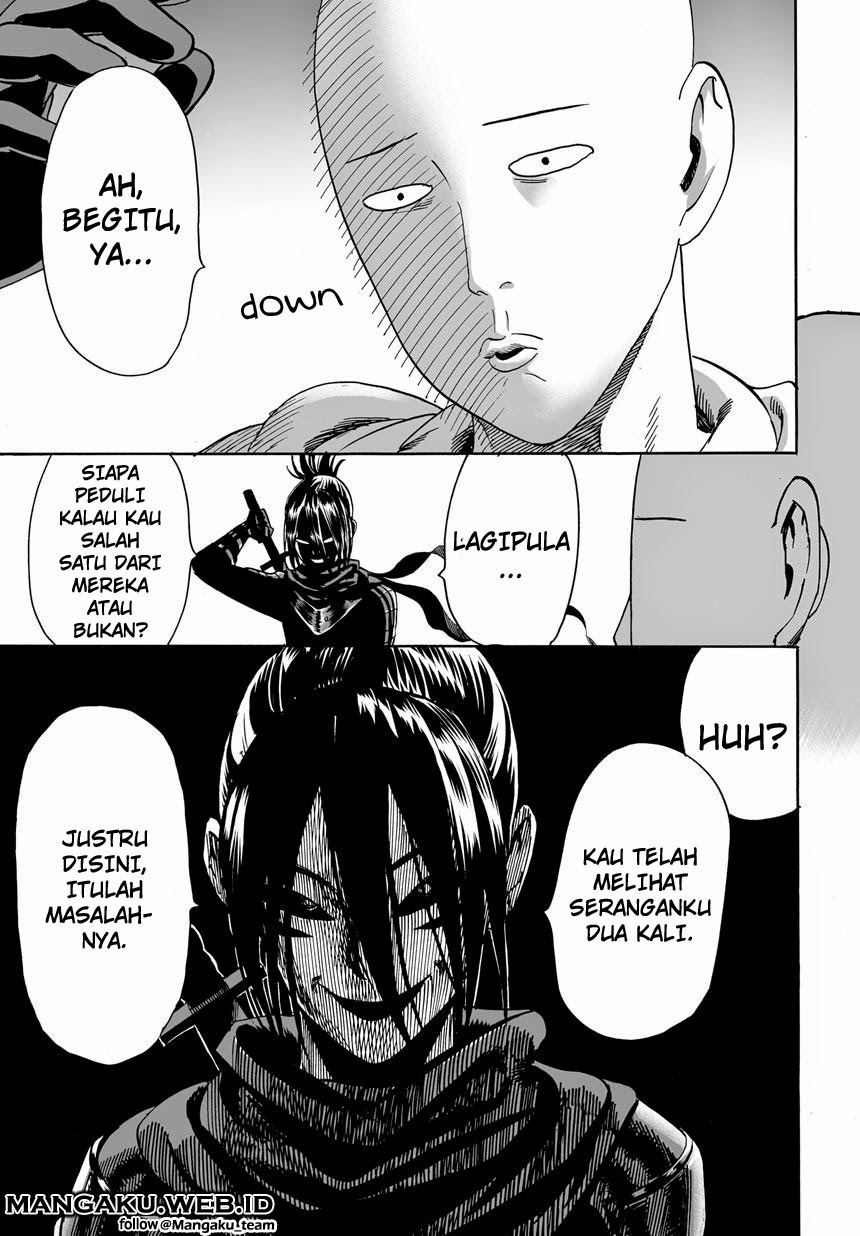 AH,
BEGITU,
YA...
down
LAGIPULA
...
SIAPA
PEDULI
KALAU KAU
SALAH
SATU DARI
MEREKA
ATAU
BUKAN?
HUH?
KAU TELAH
MELIHAT
SERANGANKU
DUA KALI.
JUSTRU
DISINI,
ITULAH
MASALAH-
NYA.
MANGAKU.WEB.ID
follow @Mangaku_team